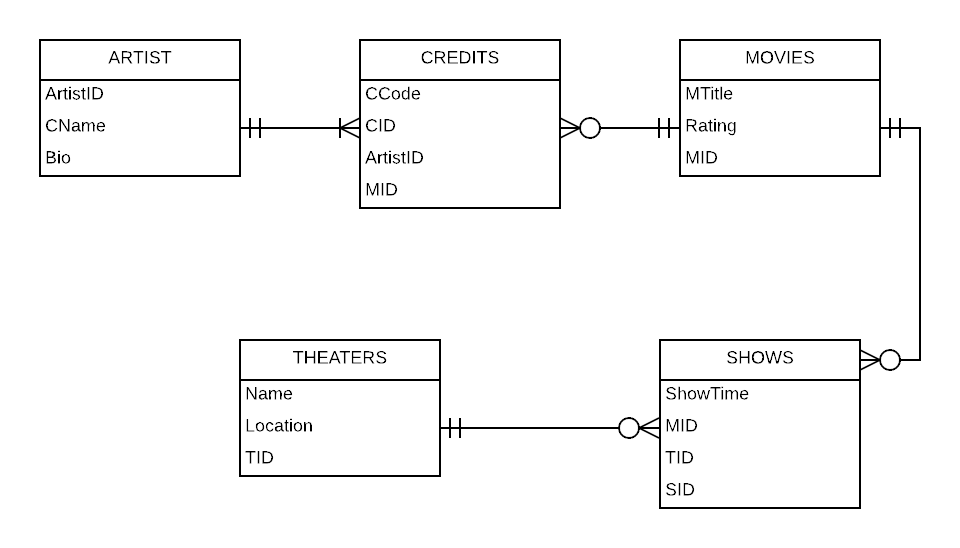 ARTIST
ArtistID
CName
Bio
CREDITS
CCode
CID
ArtistID
MID
MOVIES
MTitle
Rating
MID
THEATERS
Name
Location
TID
SHOWS
ShowTime
MID
TID
SID